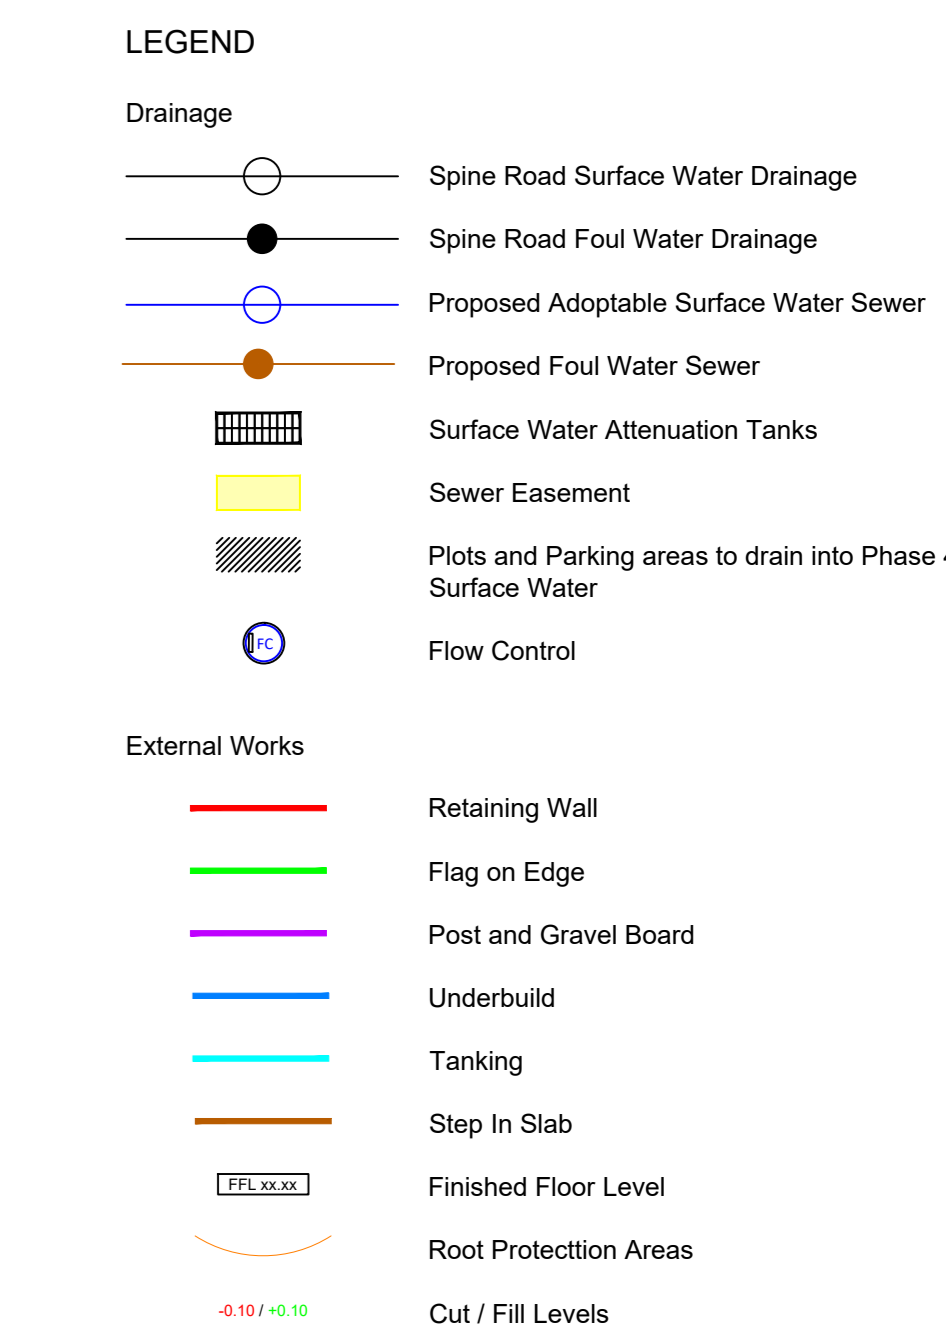 LEGEND
Drainage
Spine Road Surface Water Drainage
Spine Road Foul Water Drainage
Proposed Adoptable Surface Water Sewer
Proposed Foul Water Sewer
Surface Water Attenuation Tanks
Sewer Easement
Plots and Parking areas to drain into Phase
Surface Water
FC Flow Control
External Works
Retaining Wall
Flag on Edge
Post and Gravel Board
Underbuild
Tanking
Step In Slab
FFL xx.xx Finished Floor Level
Root Protecttion Areas
-0.10 / +0.10 Cut / Fill Levels